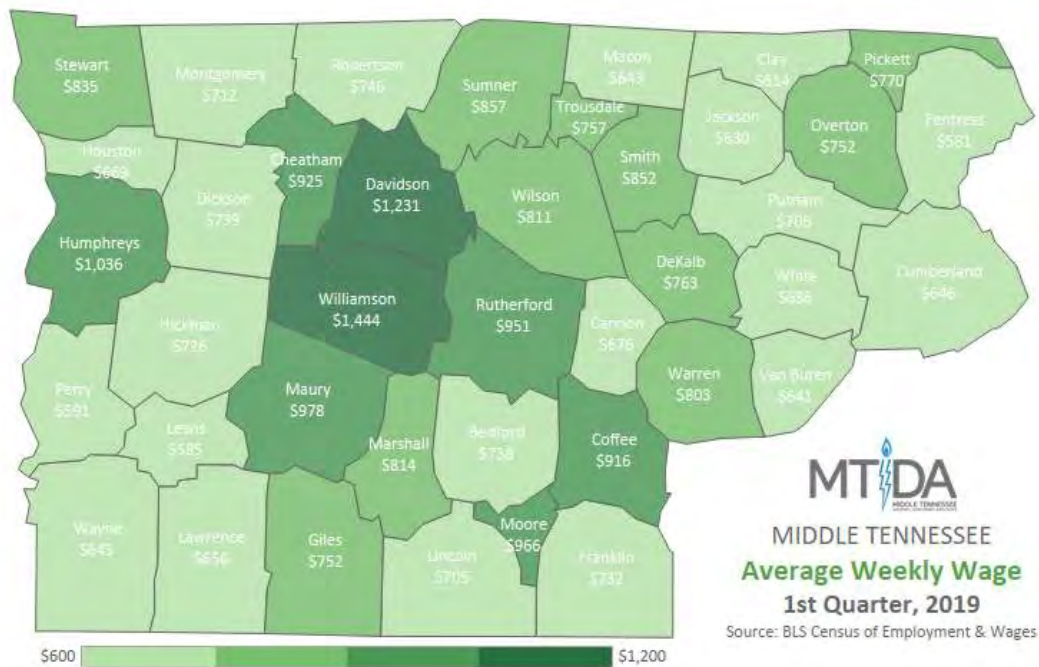 Stewart
$835
Montgomery
$712
Robertson
$746
Sumner
$857
Macon
$643
Clay
$614
Pickett
$770
Trousdale
$757
Jackson
$630
Overton
$752
Fentress
$581
Houston
$669
Cheatham
$925
Davidson
$1,231
Wilson
$811
Smith
$852
Dickson
$739
Putnam
$706
Humphreys
$1,036
Williamson
$1,444
Rutherford
$951
DeKalb
$763
White
Cumberland
$646
Hickman
$726
Cannon
$676
Warren
$803
Van Buren
$641
Perry
$591
Lewis
$585
Maury
$978
Marshall
$814
Bedford
Coffee
$916
Wayne
$645
Lawrence
$656
Giles
$752
Lincoln
$705
Moore
$966
Franklin
$732
MTIDA
MIDDLE TENNESSEE
MIDDLE TENNESSEE
Average Weekly Wage
1st Quarter, 2019
Source: BLS Census of Employment & Wages
$600
$1,200